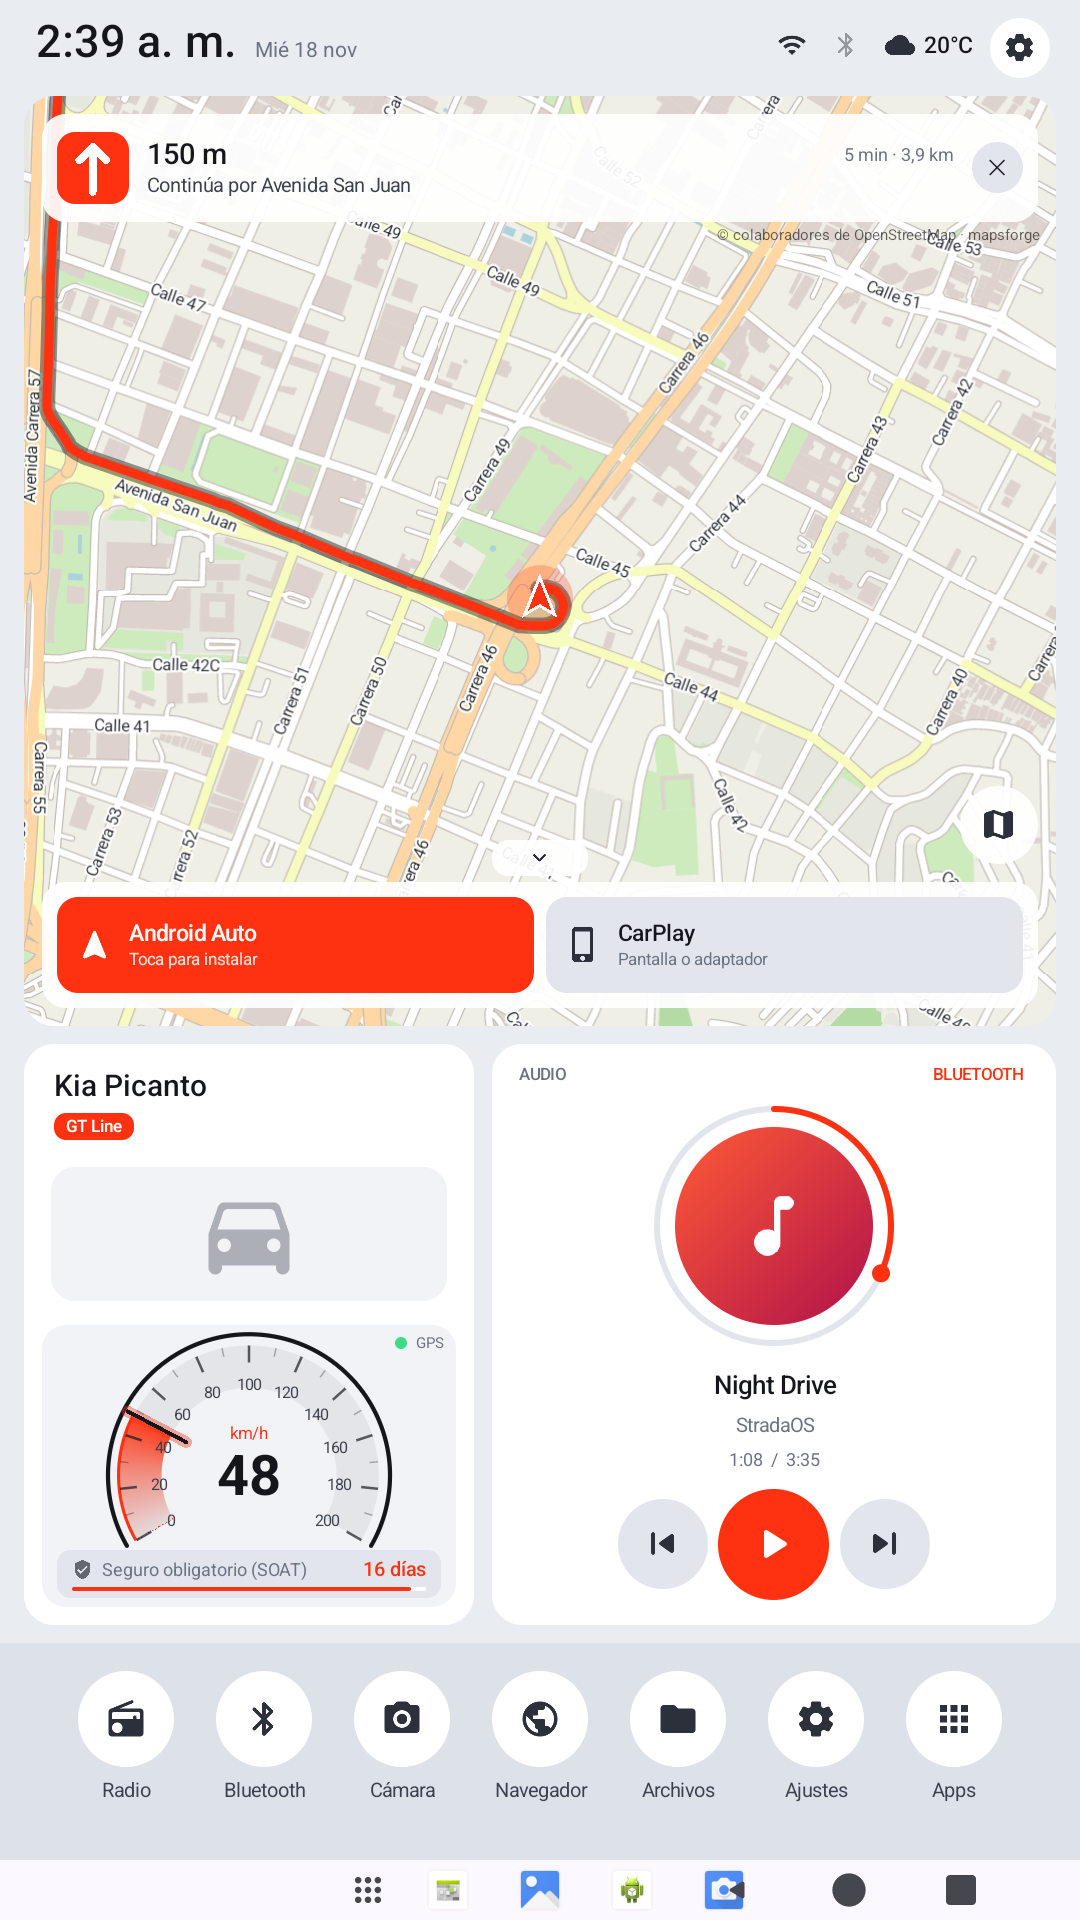 2:39 a. m.
Mié 18 nov
20°C
150 m
Continúa por Avenida San Juan
5 min · 3,9 km
© colaboradores de OpenStreetMap · mapsforge
Calle 52
Calle 49
Calle 53
Calle 49
Calle 47
Calle 51
Carrera 46
Avenida Carrera 57
Carrera 42
Carrera 43
Carrera 49
Avenida San Juan
Carrera 44
Calle 45
Calle 42C
Carrera 51
Carrera 50
Carrera 46
Calle 44
Carrera 40
Calle 41
Carrera 55
Carrera 53
Carrera 52
Calle 42
Android Auto
Toca para instalar
CarPlay
Pantalla o adaptador
Kia Picanto
GT Line
GPS
0
20
40
60
80
100
120
140
160
180
200
km/h
48
Seguro obligatorio (SOAT)
16 días
AUDIO
BLUETOOTH
Night Drive
StradaOS
1:08 / 3:35
Radio
Bluetooth
Cámara
Navegador
Archivos
Ajustes
Apps